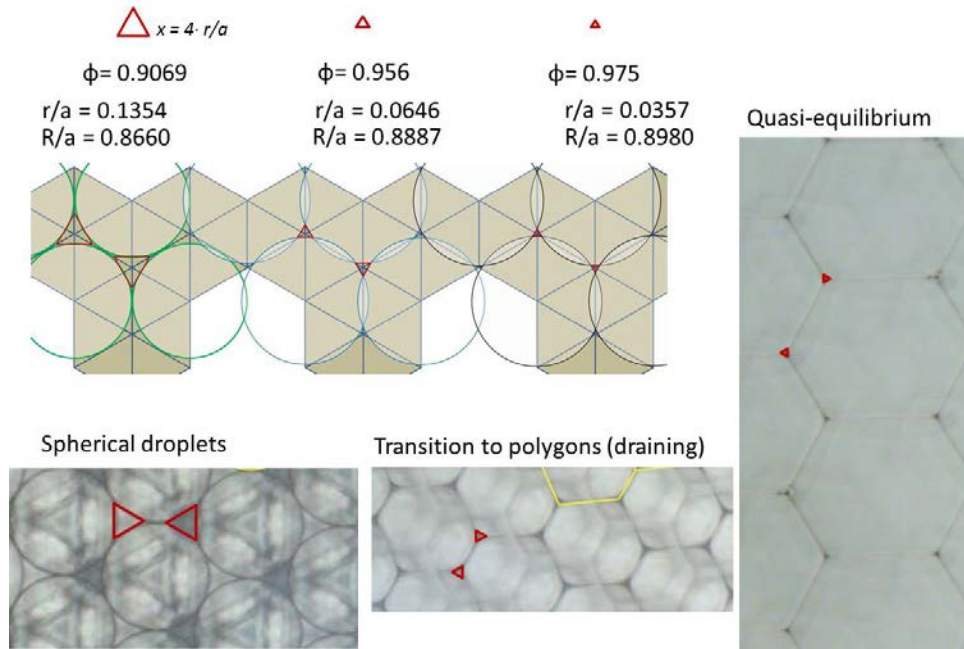 x = 4· r/a
ϕ= 0.9069
r/a = 0.1354
R/a = 0.8660
ϕ= 0.956
r/a = 0.0646
R/a = 0.8887
ϕ= 0.975
r/a = 0.0357
R/a = 0.8980
Quasi-equilibrium
Spherical droplets
Transition to polygons (draining)